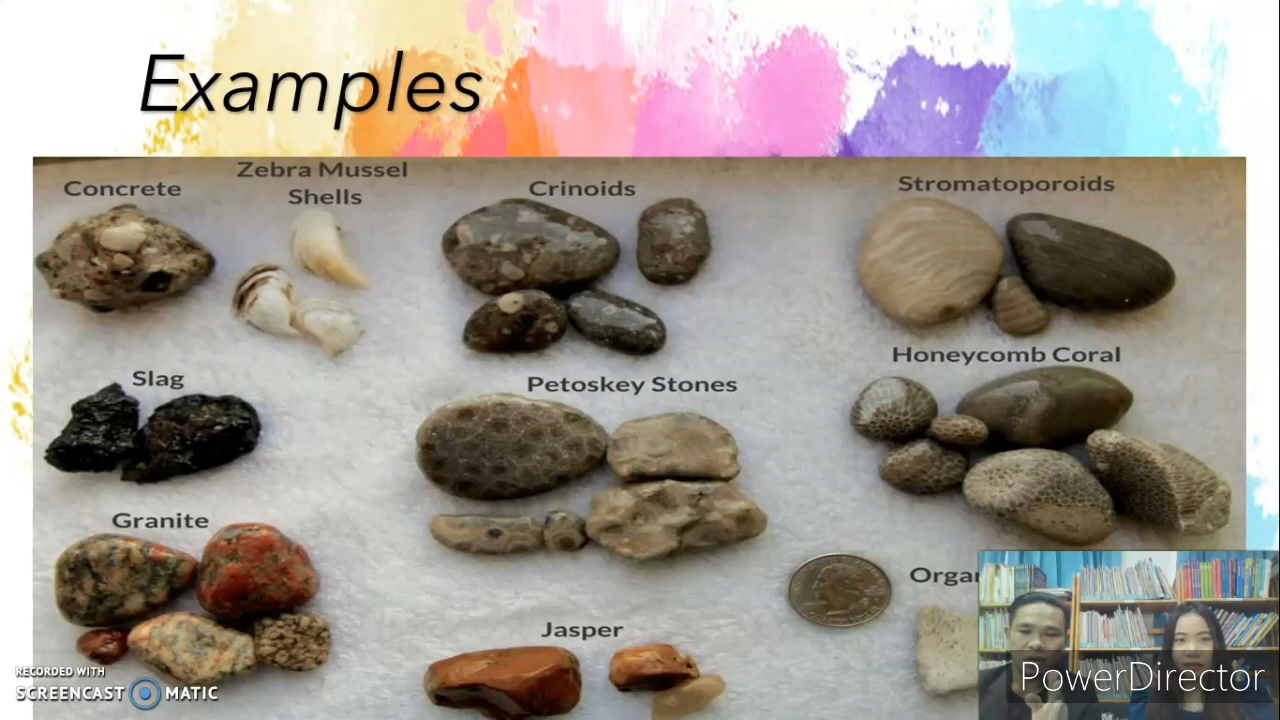 Examples
Concrete
Zebra Mussel
Shells
Crinoids
Stromatoporoids
Slag
Petoskey Stones
Honeycomb Coral
Granite
Jasper
Organ
RECORDED WITH
SCREENCAST MATIC
PowerDirector